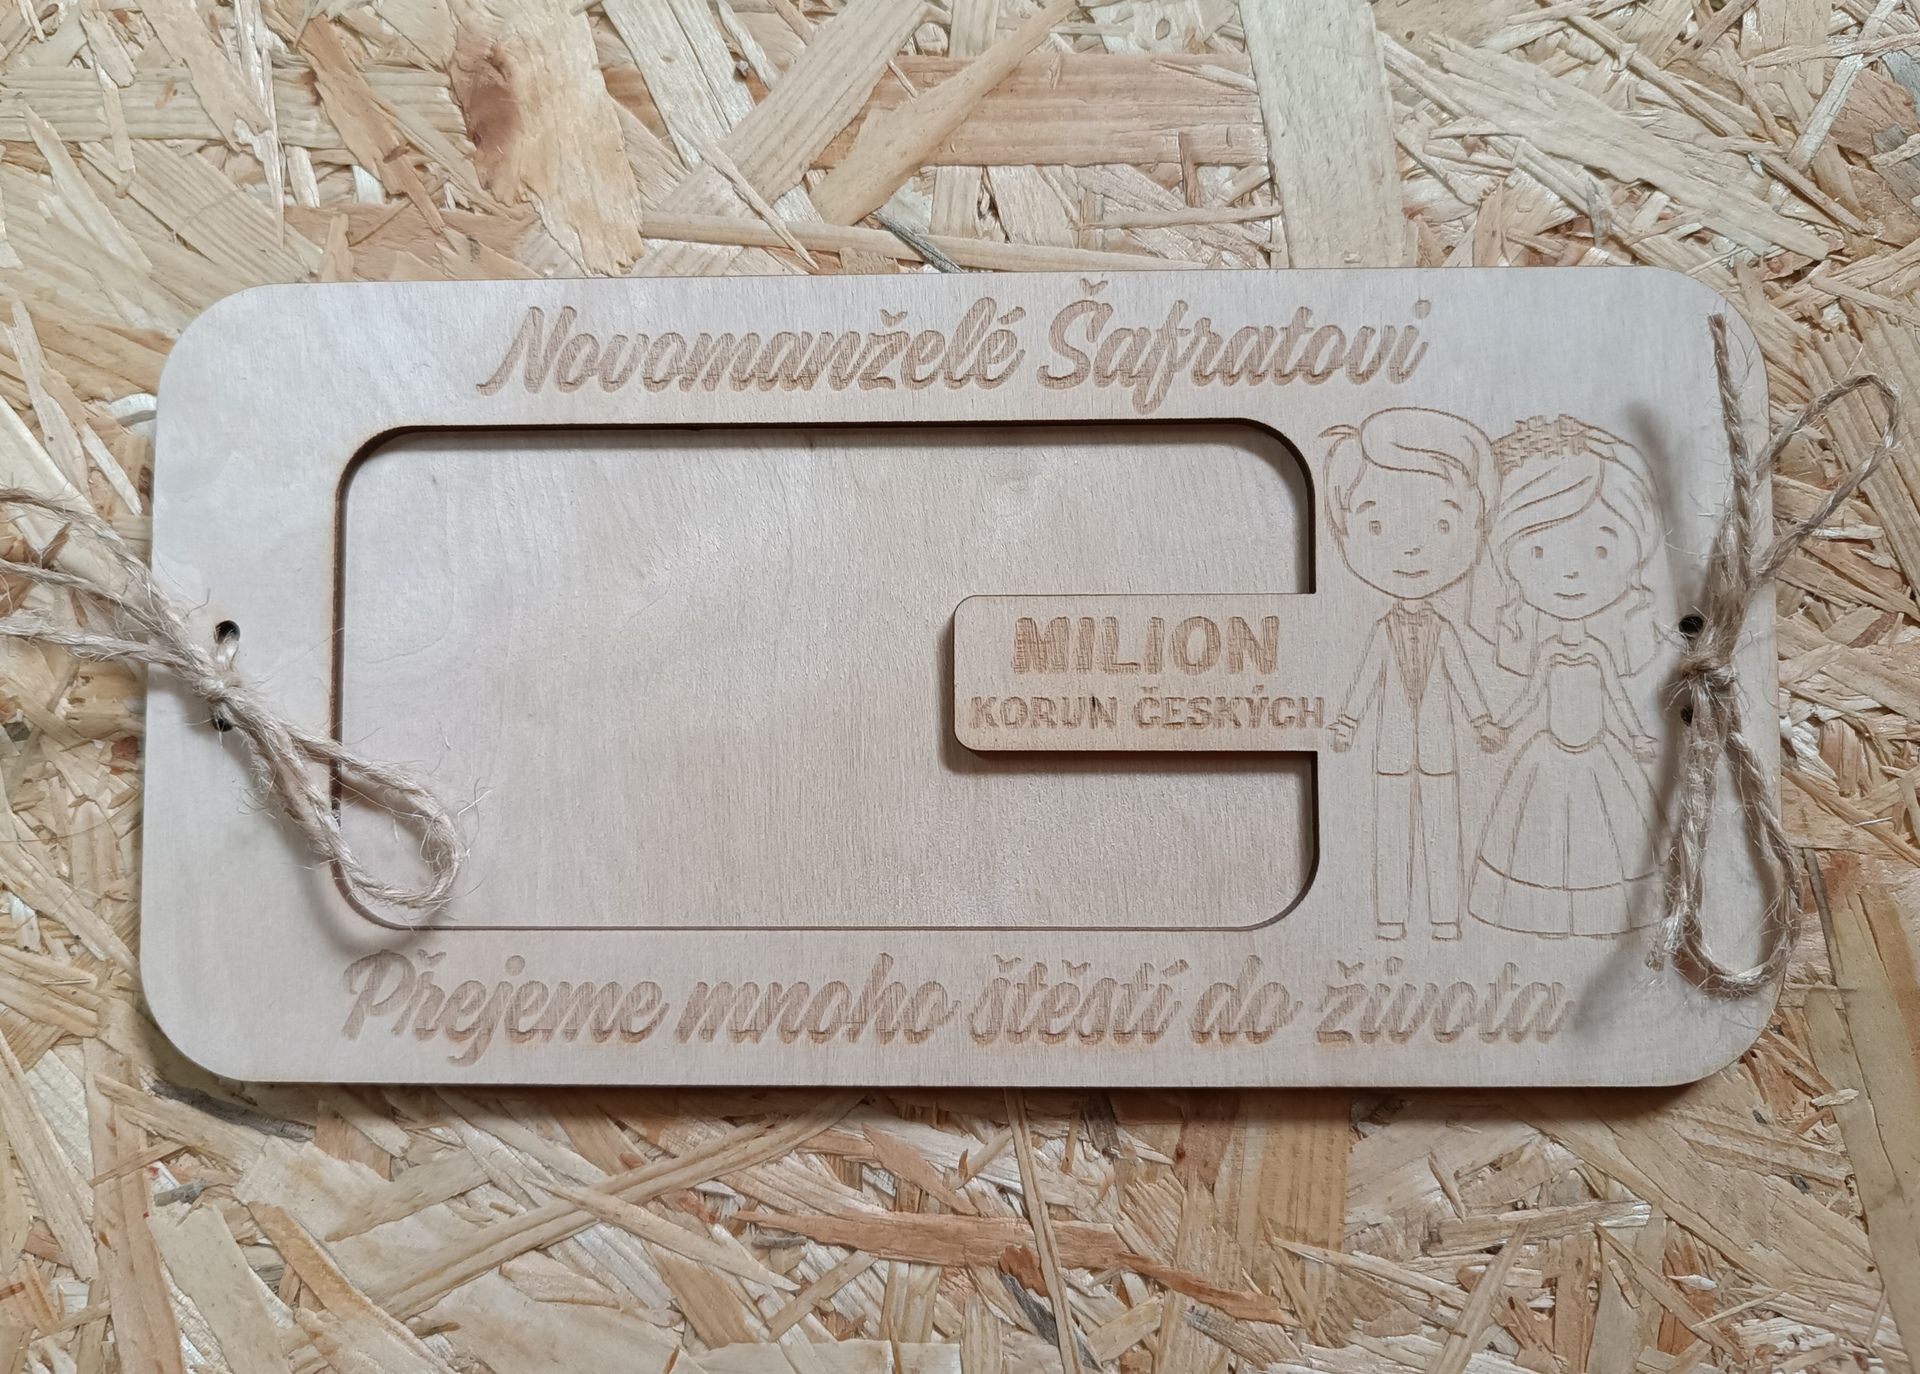 Novomanželé Šafratovi
MILION
KORUN ČESKÝCH
Přejeme mnoho štěstí do života